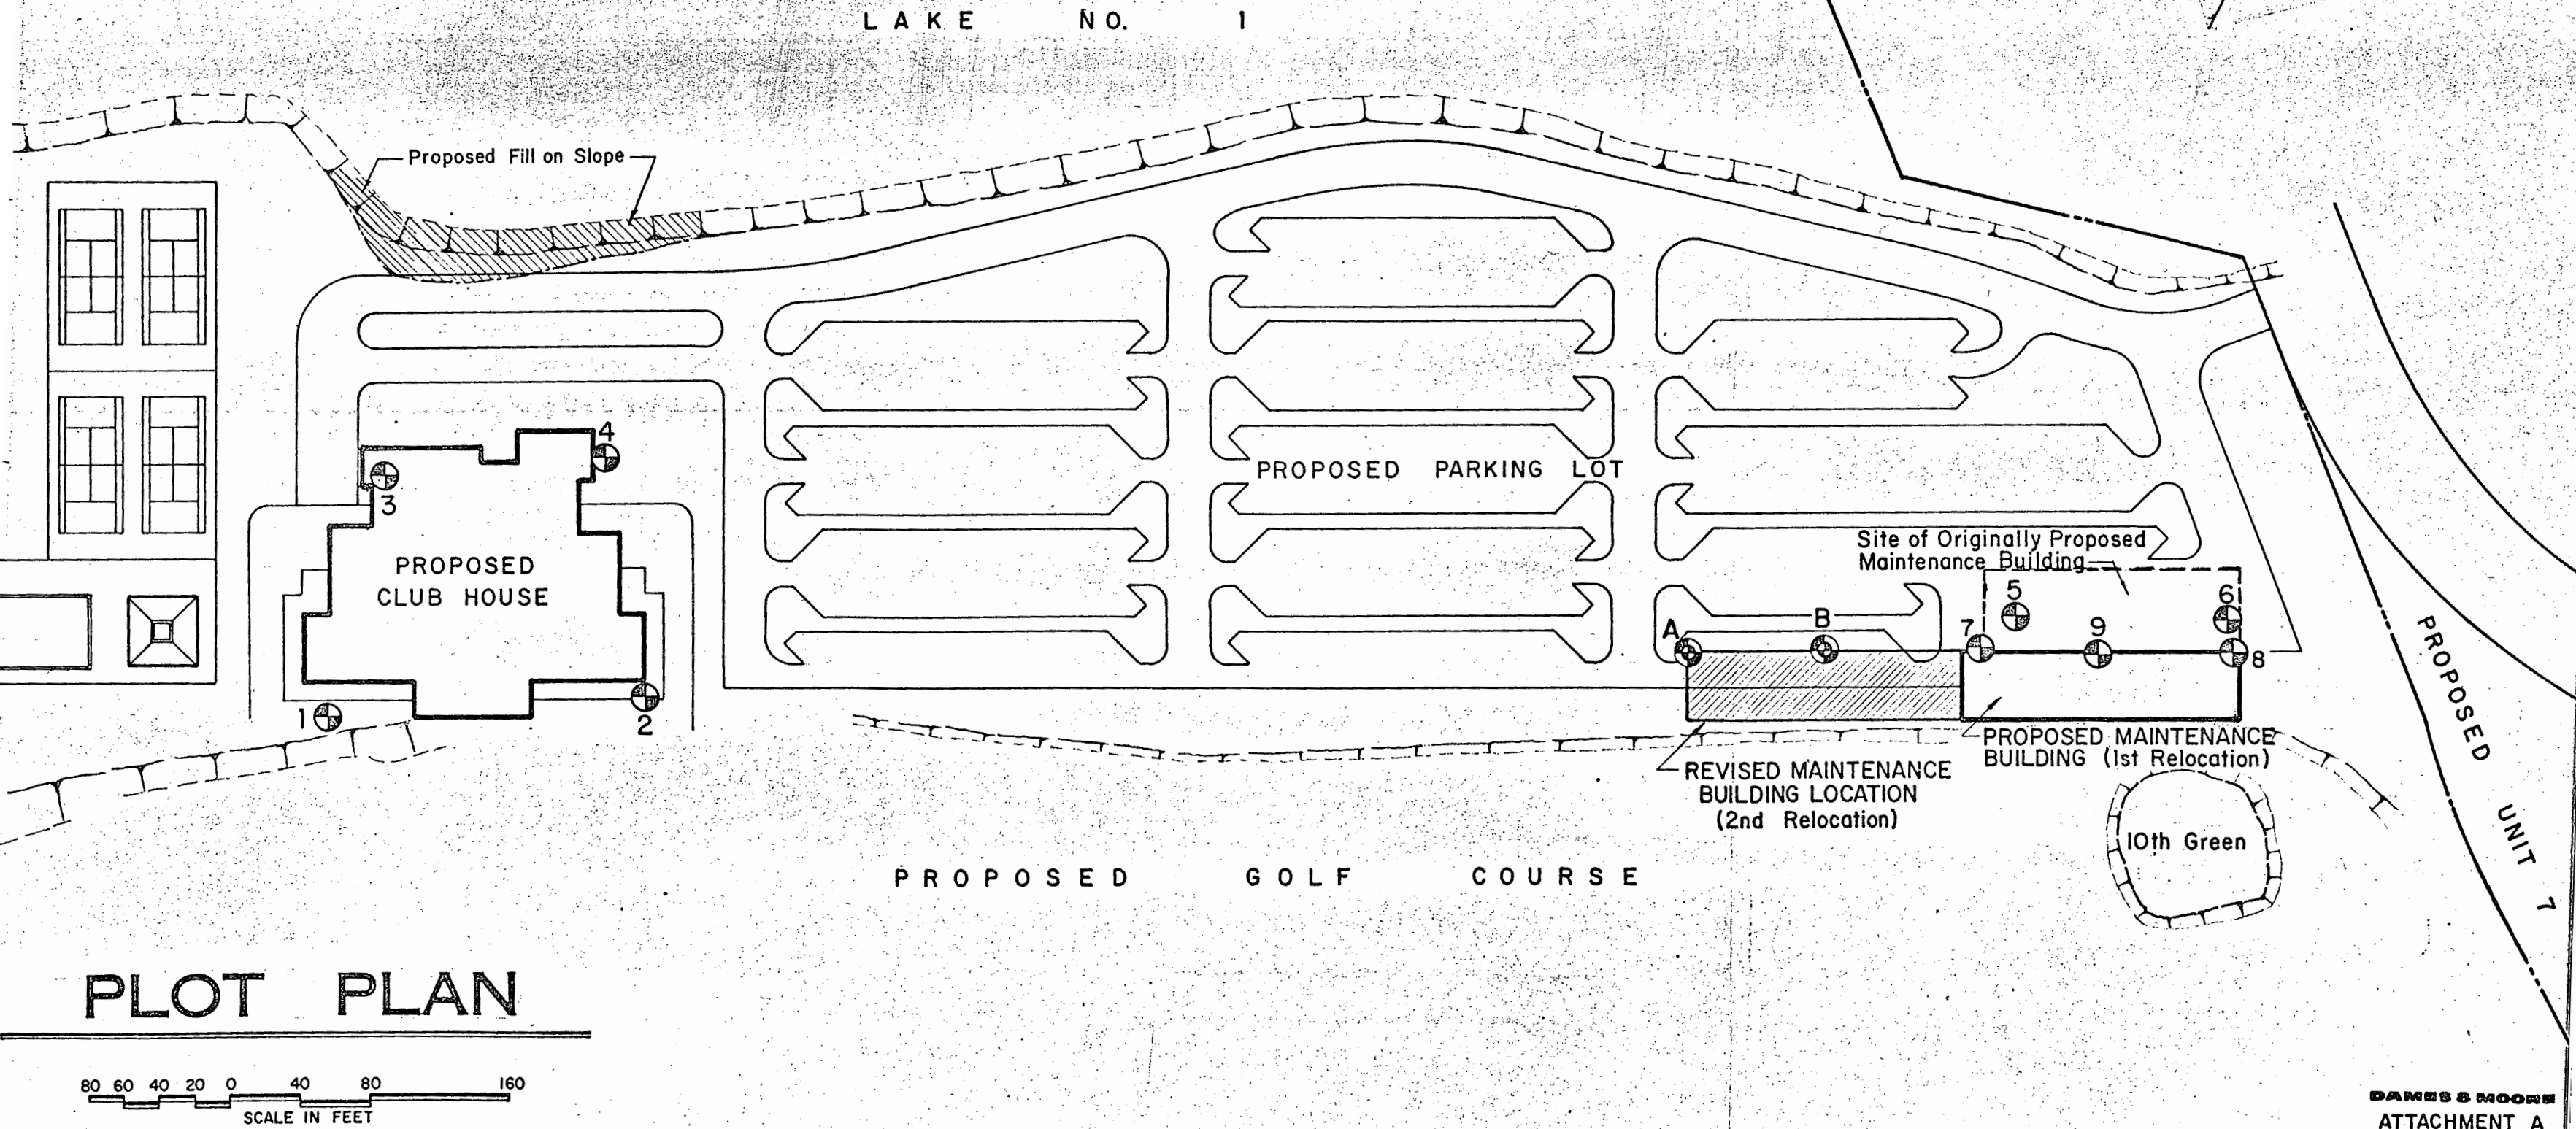 LAKE NO. 1
Proposed Fill on Slope
4
3
PROPOSED
CLUB HOUSE
1
2
PROPOSED PARKING LOT
Site of Originally Proposed
Maintenance Building
5
6
A
B
7
9
8
PROPOSED MAINTENANCE
BUILDING (1st Relocation)
REVISED MAINTENANCE
BUILDING LOCATION
(2nd Relocation)
10th Green
PROPOSED UNIT 7
PROPOSED GOLF COURSE
PLOT PLAN
80 60 40 20 0 40 80 160
SCALE IN FEET
DAMES & MOORE
ATTACHMENT A